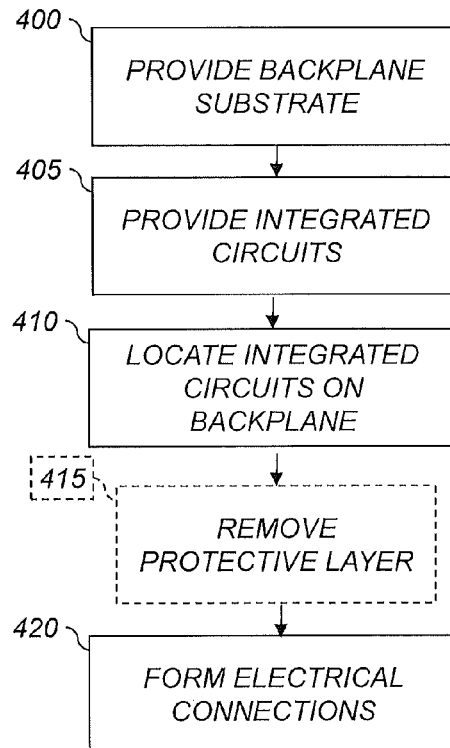 400
PROVIDE BACKPLANE
SUBSTRATE
405
PROVIDE INTEGRATED
CIRCUITS
410
LOCATE INTEGRATED
CIRCUITS ON
BACKPLANE
415
REMOVE
PROTECTIVE LAYER
420
FORM ELECTRICAL
CONNECTIONS